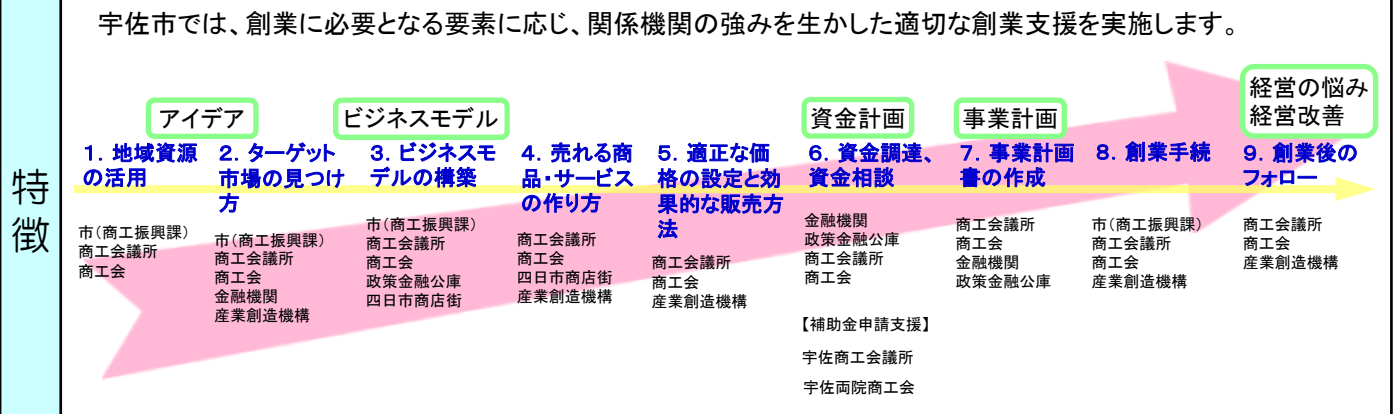 宇佐市では、創業に必要となる要素に応じ、関係機関の強みを生かした適切な創業支援を実施します。
特徴
アイデア
ビジネスモデル
資金計画
事業計画
経営の悩み
経営改善
1．地域資源
の活用
市（商工振興課）
商工会議所
商工会
2．ターゲット
市場の見つけ
方
市（商工振興課）
商工会議所
商工会
金融機関
産業創造機構
3．ビジネスモ
デルの構築
市（商工振興課）
商工会議所
商工会
政策金融公庫
四日市商店街
4．売れる商
品・サービス
の作り方
商工会議所
商工会
四日市商店街
産業創造機構
5．適正な価
格の設定と効
果的な販売方
法
商工会議所
商工会
産業創造機構
6．資金調達、
資金相談
金融機関
政策金融公庫
商工会議所
商工会
【補助金申請支援】
宇佐商工会議所
宇佐両院商工会
7．事業計画
書の作成
商工会議所
商工会
金融機関
政策金融公庫
8．創業手続
市（商工振興課）
商工会議所
商工会
産業創造機構
9．創業後の
フォロー
商工会議所
商工会
産業創造機構